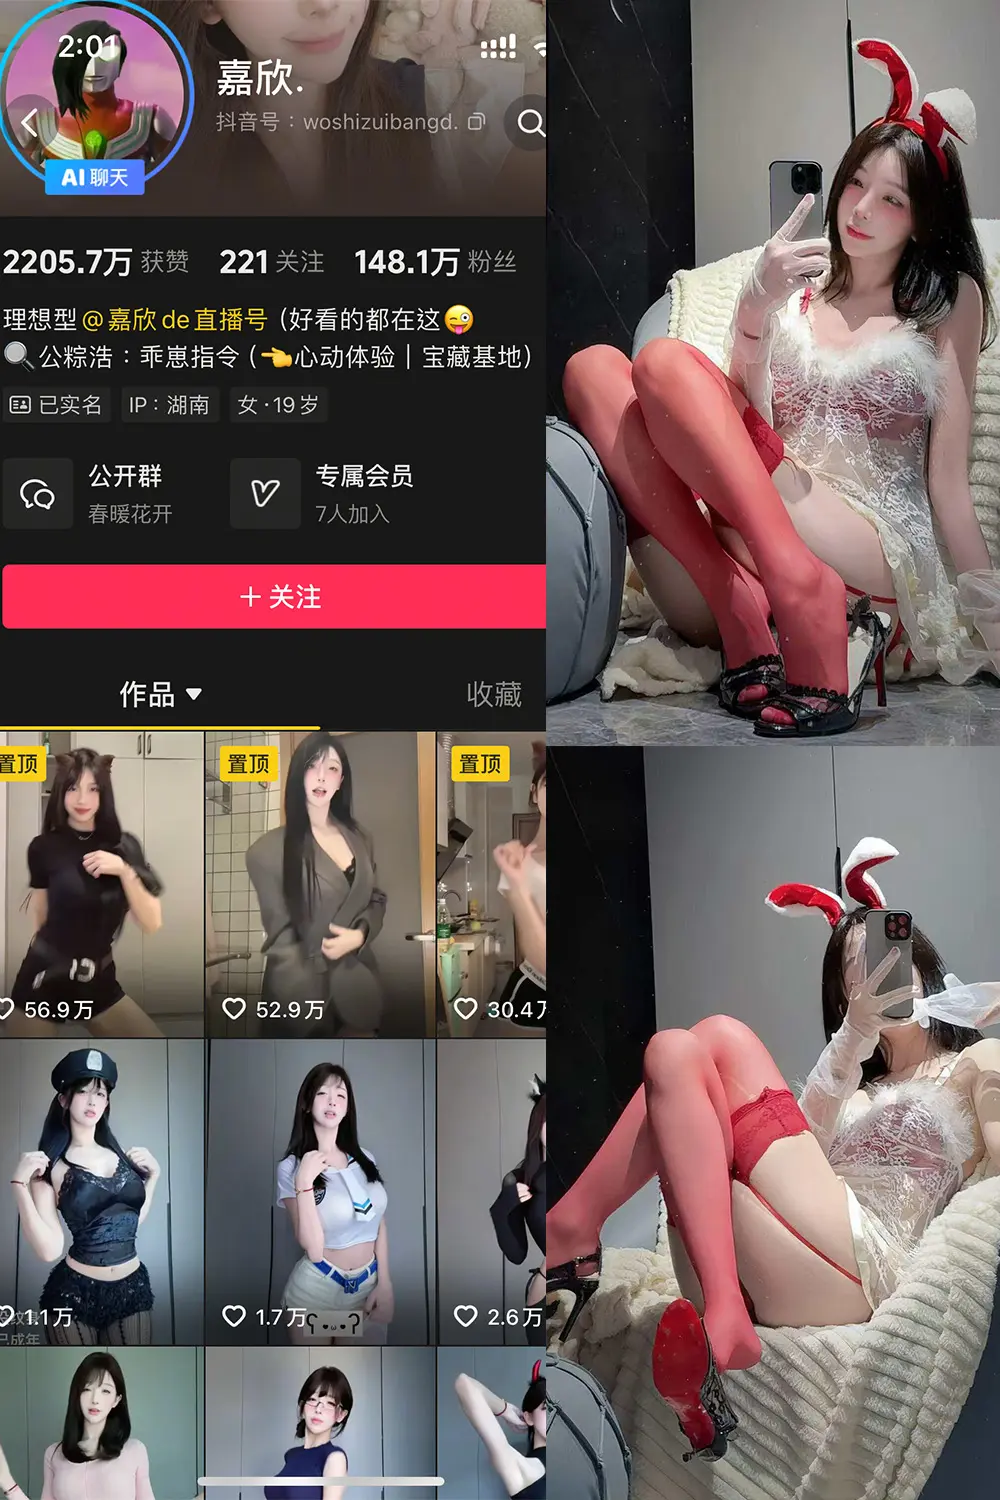 2:01
嘉欣.
抖音号：woshizuibangd.
AI 聊天
2205.7万 获赞 221 关注 148.1万 粉丝
理想型 @嘉欣de直播号 (好看的都在这
公粽浩：乖崽指令 (心动体验｜宝藏基地)
已实名 IP：湖南 女·19岁
公开群 专属会员
春暖花开 7人加入
+ 关注
作品 收藏
置顶 置顶 置顶
56.9万 52.9万 30.4万
1.1万 1.7万 2.6万
已成年